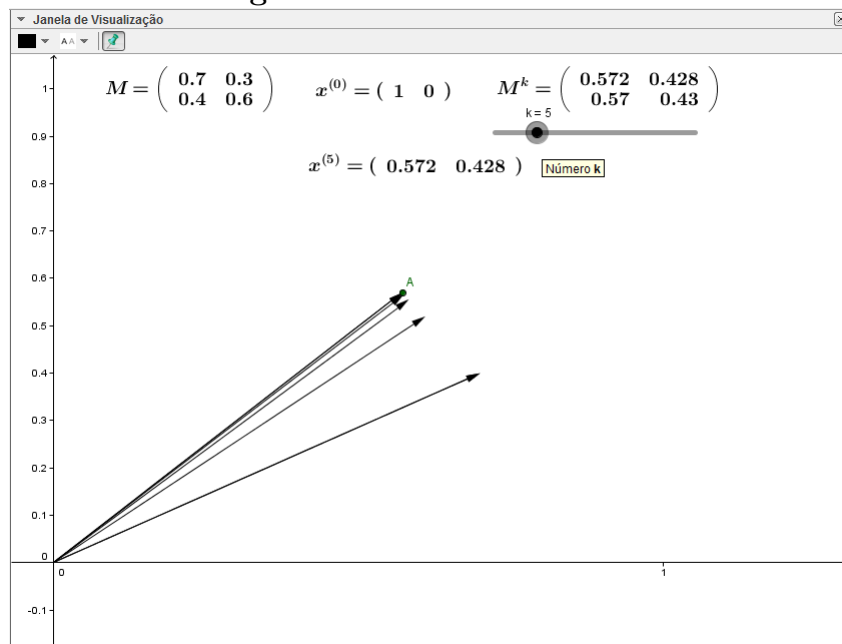 Janela de Visualização
A A
M = ( 0.7 0.3
0.4 0.6 )
x^(0) = ( 1 0 )
M^k = ( 0.572 0.428
0.57 0.43 )
k = 5
x^(5) = ( 0.572 0.428 )
Número k
A
1
0.9
0.8
0.7
0.6
0.5
0.4
0.3
0.2
0.1
0
-0.1
0
1